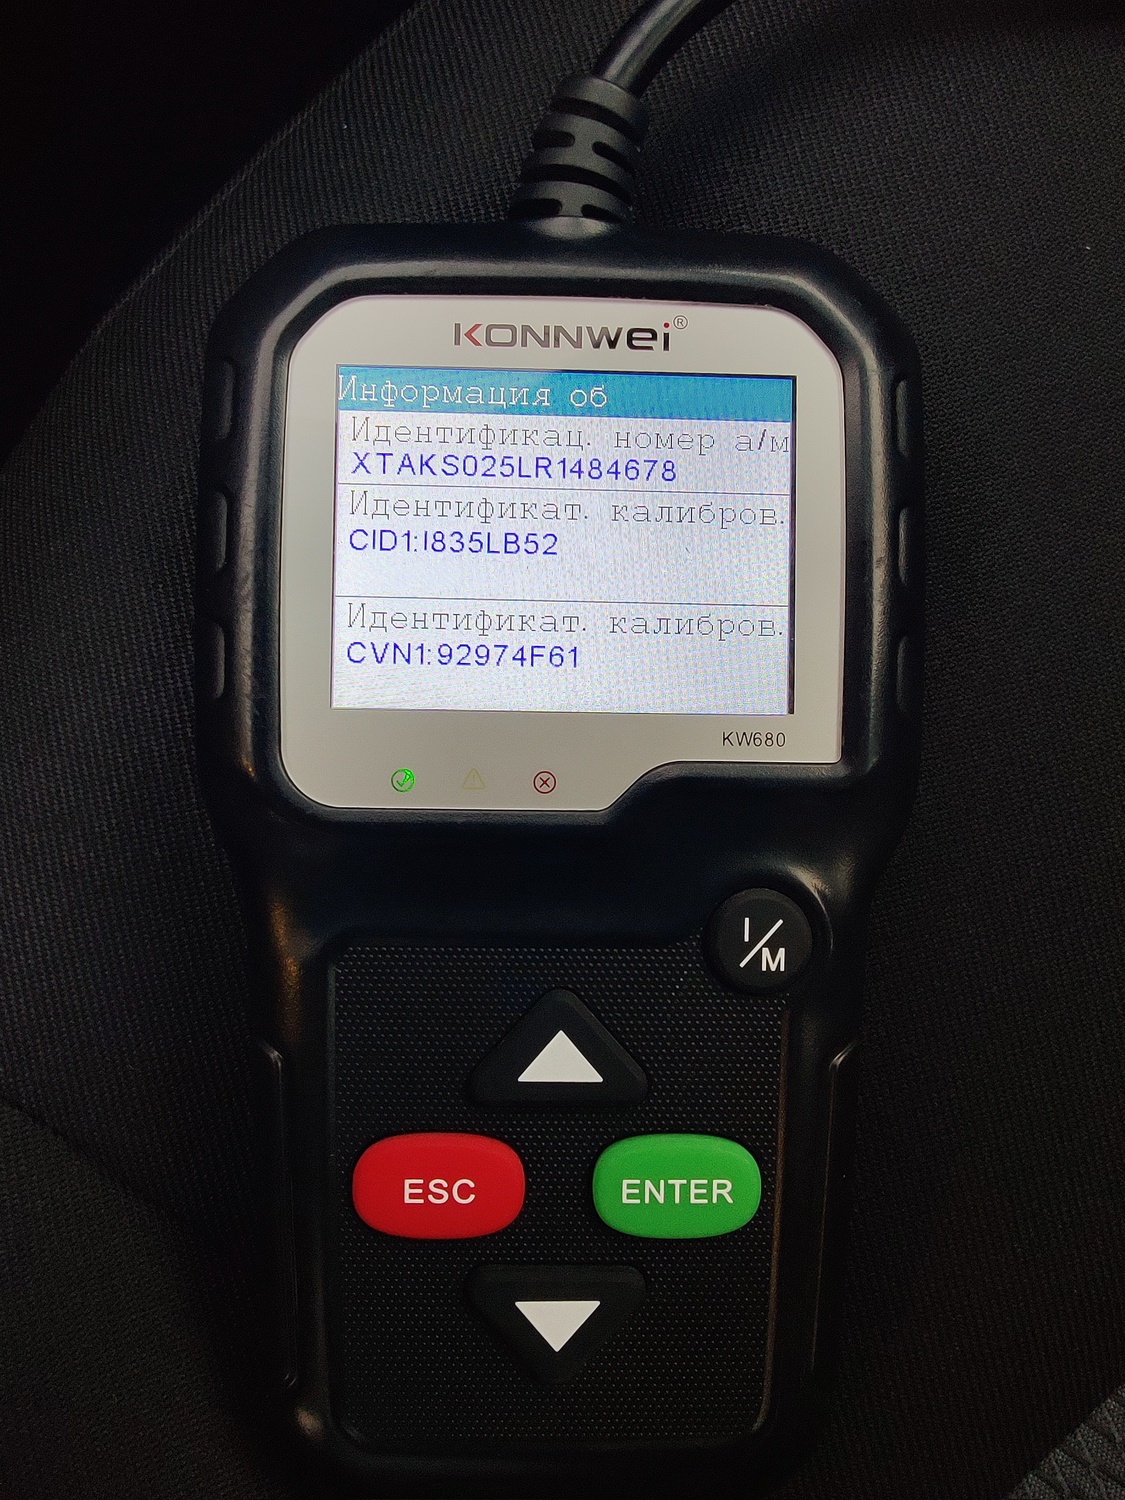 KONNWEI®
Информация об
Идентификац. номер а/м
XTAKS025LR1484678
Идентификат. калибров.
CID1:I835LB52
Идентификат. калибров.
CVN1:92974F61
KW680
I/M
ESC
ENTER